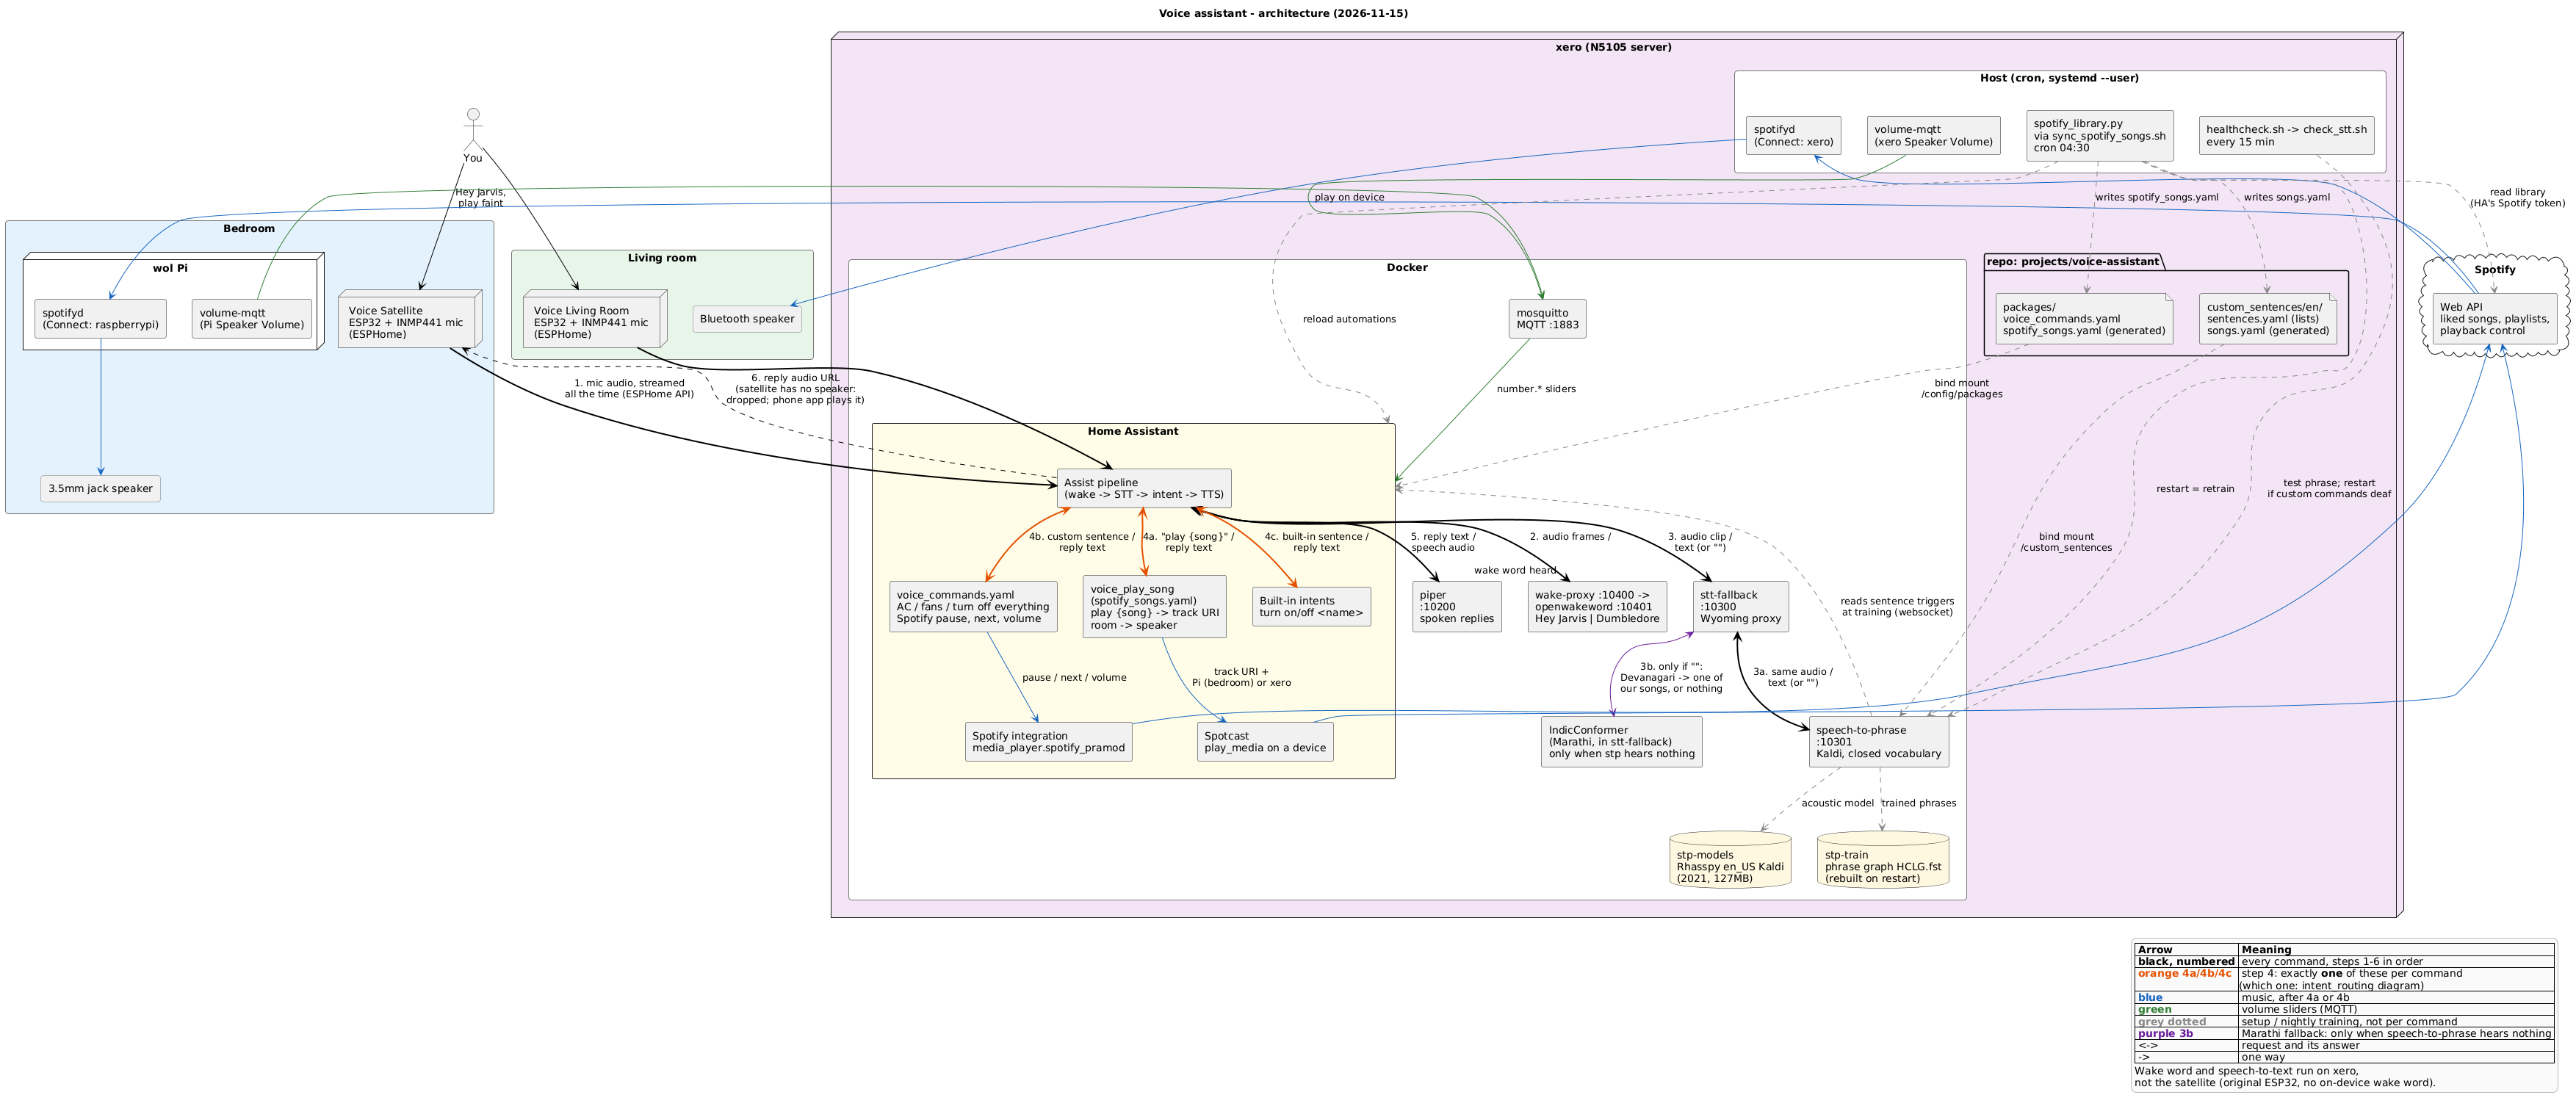 Voice assistant - architecture (2026-11-15)
xero (N5105 server)
Host (cron, systemd --user)
spotifyd
(Connect: xero)
volume-mqtt
(xero Speaker Volume)
spotify_library.py
via sync_spotify_songs.sh
cron 04:30
healthcheck.sh -> check_stt.sh
every 15 min
You
Hey Jarvis,
play faint
play on device
writes spotify_songs.yaml
writes songs.yaml
read library
(HA's Spotify token)
Bedroom
wol Pi
spotifyd
(Connect: raspberrypi)
volume-mqtt
(Pi Speaker Volume)
Voice Satellite
ESP32 + INMP441 mic
(ESPHome)
3.5mm jack speaker
Living room
Voice Living Room
ESP32 + INMP441 mic
(ESPHome)
Bluetooth speaker
Docker
mosquitto
MQTT :1883
reload automations
number.* sliders
repo: projects/voice-assistant
packages/
voice_commands.yaml
spotify_songs.yaml (generated)
custom_sentences/en/
sentences.yaml (lists)
songs.yaml (generated)
Spotify
Web API
liked songs, playlists,
playback control
1. mic audio, streamed
all the time (ESPHome API)
6. reply audio URL
(satellite has no speaker:
dropped; phone app plays it)
bind mount
/config/packages
Home Assistant
Assist pipeline
(wake -> STT -> intent -> TTS)
4b. custom sentence /
reply text
4a. "play {song}" /
reply text
4c. built-in sentence /
reply text
5. reply text /
speech audio
2. audio frames /
wake word heard
3. audio clip /
text (or "")
restart = retrain
test phrase; restart
if custom commands deaf
bind mount
/custom_sentences
voice_commands.yaml
AC / fans / turn off everything
Spotify pause, next, volume
voice_play_song
(spotify_songs.yaml)
play {song} -> track URI
room -> speaker
Built-in intents
turn on/off <name>
piper
:10200
spoken replies
wake-proxy :10400 ->
openwakeword :10401
Hey Jarvis | Dumbledore
stt-fallback
:10300
Wyoming proxy
reads sentence triggers
at training (websocket)
pause / next / volume
track URI +
Pi (bedroom) or xero
3b. only if "":
Devanagari -> one of
our songs, or nothing
3a. same audio /
text (or "")
Spotify integration
media_player.spotify_pramod
Spotcast
play_media on a device
IndicConformer
(Marathi, in stt-fallback)
only when stp hears nothing
speech-to-phrase
:10301
Kaldi, closed vocabulary
acoustic model
trained phrases
stp-models
Rhasspy en_US Kaldi
(2021, 127MB)
stp-train
phrase graph HCLG.fst
(rebuilt on restart)
Arrow Meaning
black, numbered every command, steps 1-6 in order
orange 4a/4b/4c step 4: exactly one of these per command
(which one: intent_routing diagram)
blue music, after 4a or 4b
green volume sliders (MQTT)
grey dotted setup / nightly training, not per command
purple 3b Marathi fallback: only when speech-to-phrase hears nothing
<-> request and its answer
-> one way
Wake word and speech-to-text run on xero,
not the satellite (original ESP32, no on-device wake word).